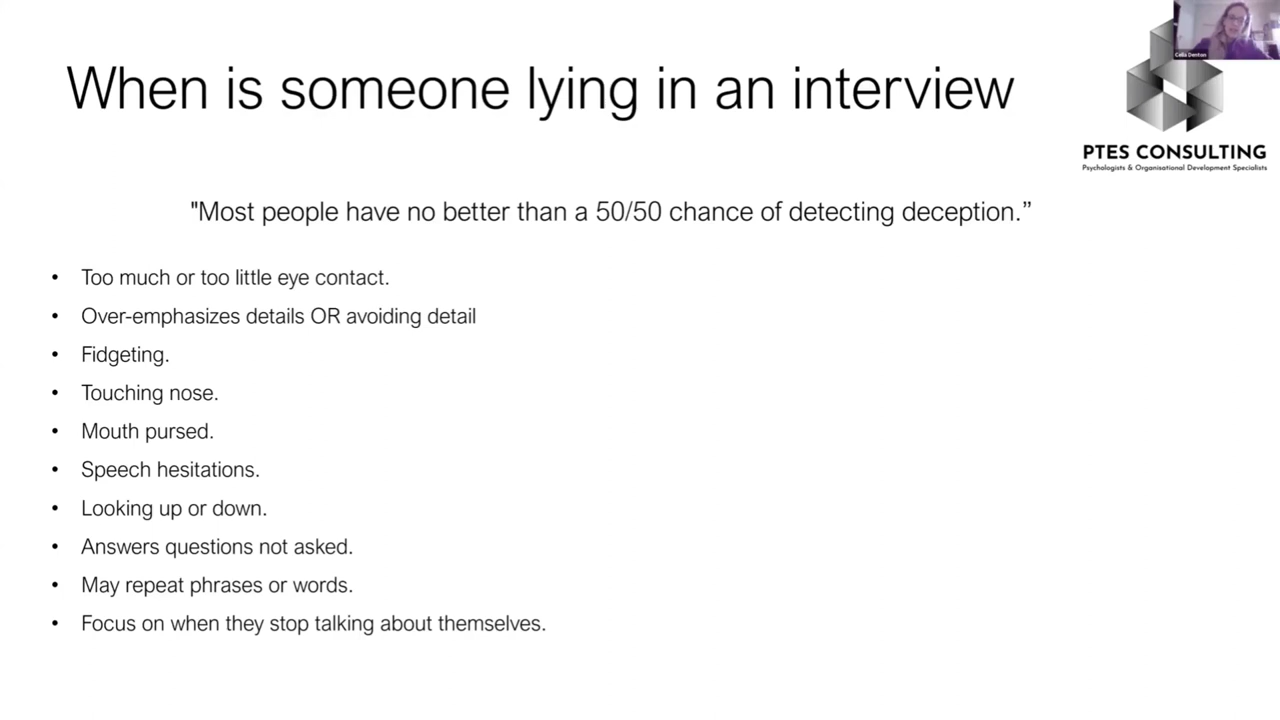 Celia Denton
When is someone lying in an interview
PTES CONSULTING
Psychologists & Organisational Development Specialists
"Most people have no better than a 50/50 chance of detecting deception.”
• Too much or too little eye contact.
• Over-emphasizes details OR avoiding detail
• Fidgeting.
• Touching nose.
• Mouth pursed.
• Speech hesitations.
• Looking up or down.
• Answers questions not asked.
• May repeat phrases or words.
• Focus on when they stop talking about themselves.